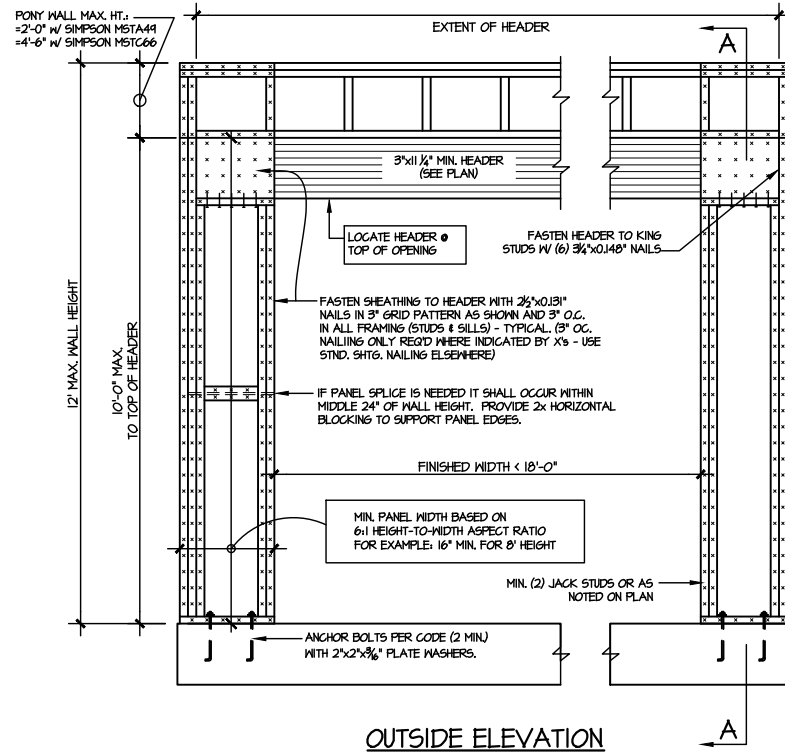 PONY WALL MAX. HT.:
=2'-0" W/ SIMPSON MSTA49
=4'-6" W/ SIMPSON MSTC66
EXTENT OF HEADER
A
3"x11 1/4" MIN. HEADER
(SEE PLAN)
LOCATE HEADER @
TOP OF OPENING
FASTEN HEADER TO KING
STUDS W/ (6) 3 1/4"x0.148" NAILS
12' MAX. WALL HEIGHT
10'-0" MAX.
TO TOP OF HEADER
FASTEN SHEATHING TO HEADER WITH 2 1/2"x0.131"
NAILS IN 3" GRID PATTERN AS SHOWN AND 3" O.C.
IN ALL FRAMING (STUDS & SILLS) - TYPICAL. (3" OC.
NAILIING ONLY REQ'D WHERE INDICATED BY X's - USE
STND. SHTG. NAILING ELSEWHERE)
IF PANEL SPLICE IS NEEDED IT SHALL OCCUR WITHIN
MIDDLE 24" OF WALL HEIGHT. PROVIDE 2x HORIZONTAL
BLOCKING TO SUPPORT PANEL EDGES.
FINISHED WIDTH < 18'-0"
MIN. PANEL WIDTH BASED ON
6:1 HEIGHT-TO-WIDTH ASPECT RATIO
FOR EXAMPLE: 16" MIN. FOR 8' HEIGHT
MIN. (2) JACK STUDS OR AS
NOTED ON PLAN
ANCHOR BOLTS PER CODE (2 MIN.)
WITH 2"x2"x3/16" PLATE WASHERS.
OUTSIDE ELEVATION
A